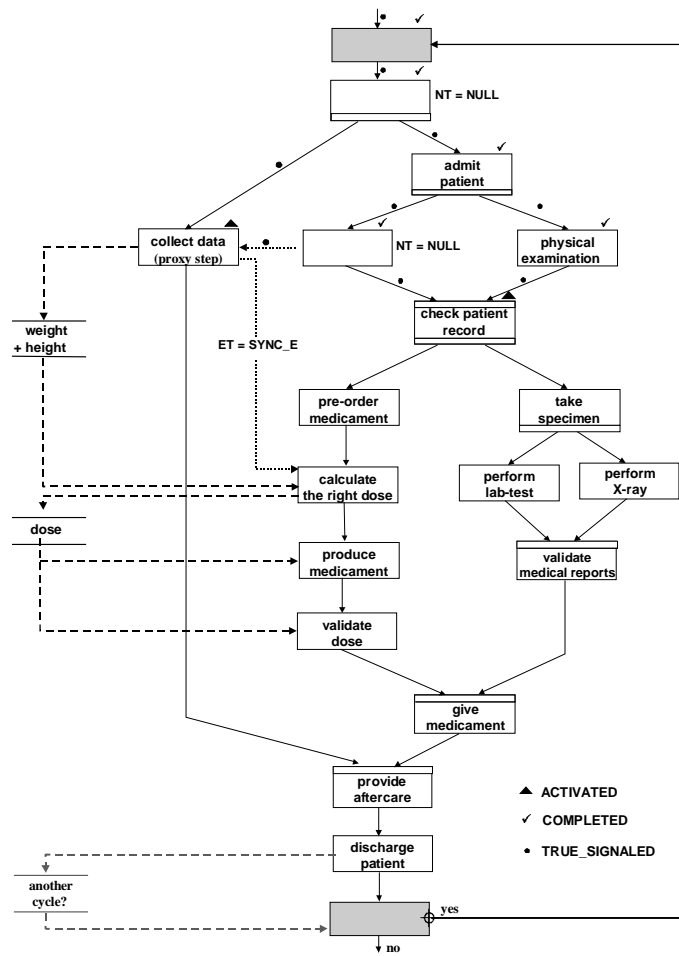 NT = NULL
admit
patient
collect data
(proxy step)
NT = NULL
physical
examination
check patient
record
weight
+ height
ET = SYNC_E
pre-order
medicament
take
specimen
calculate
the right dose
perform
lab-test
perform
X-ray
dose
produce
medicament
validate
medical reports
validate
dose
give
medicament
provide
aftercare
ACTIVATED
COMPLETED
TRUE_SIGNALED
discharge
patient
another
cycle?
yes
no